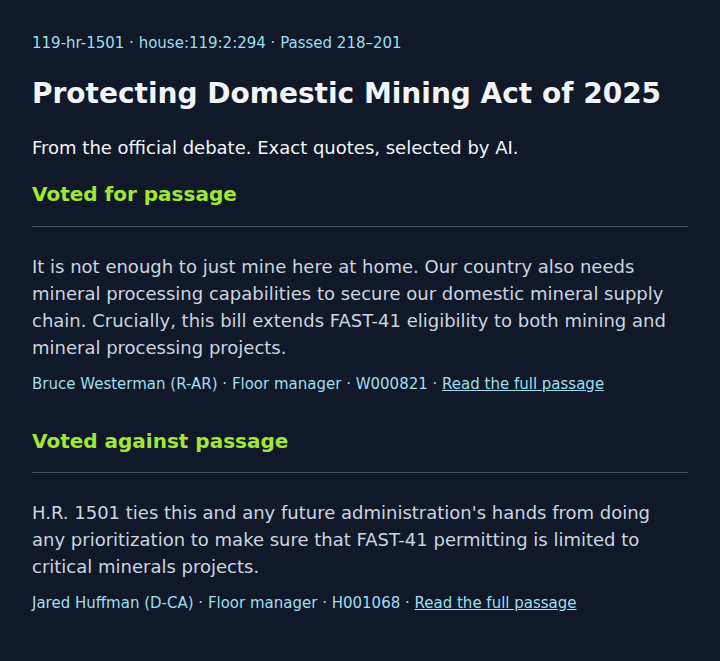 119-hr-1501 · house:119:2:294 · Passed 218–201
Protecting Domestic Mining Act of 2025
From the official debate. Exact quotes, selected by AI.
Voted for passage
It is not enough to just mine here at home. Our country also needs
mineral processing capabilities to secure our domestic mineral supply
chain. Crucially, this bill extends FAST-41 eligibility to both mining and
mineral processing projects.
Bruce Westerman (R-AR) · Floor manager · W000821 · Read the full passage
Voted against passage
H.R. 1501 ties this and any future administration's hands from doing
any prioritization to make sure that FAST-41 permitting is limited to
critical minerals projects.
Jared Huffman (D-CA) · Floor manager · H001068 · Read the full passage